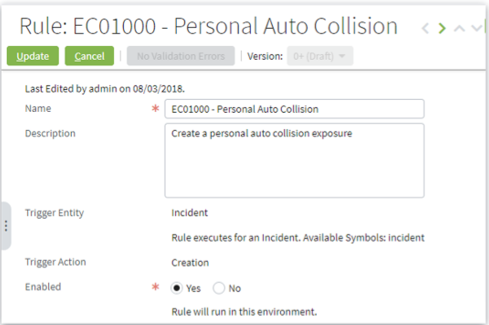 Rule: EC01000 - Personal Auto Collision
Update Cancel No Validation Errors Version: 0+ (Draft)
Last Edited by admin on 08/03/2018.
Name * EC01000 - Personal Auto Collision
Description Create a personal auto collision exposure
Trigger Entity Incident
Rule executes for an Incident. Available Symbols: incident
Trigger Action Creation
Enabled * Yes No
Rule will run in this environment.